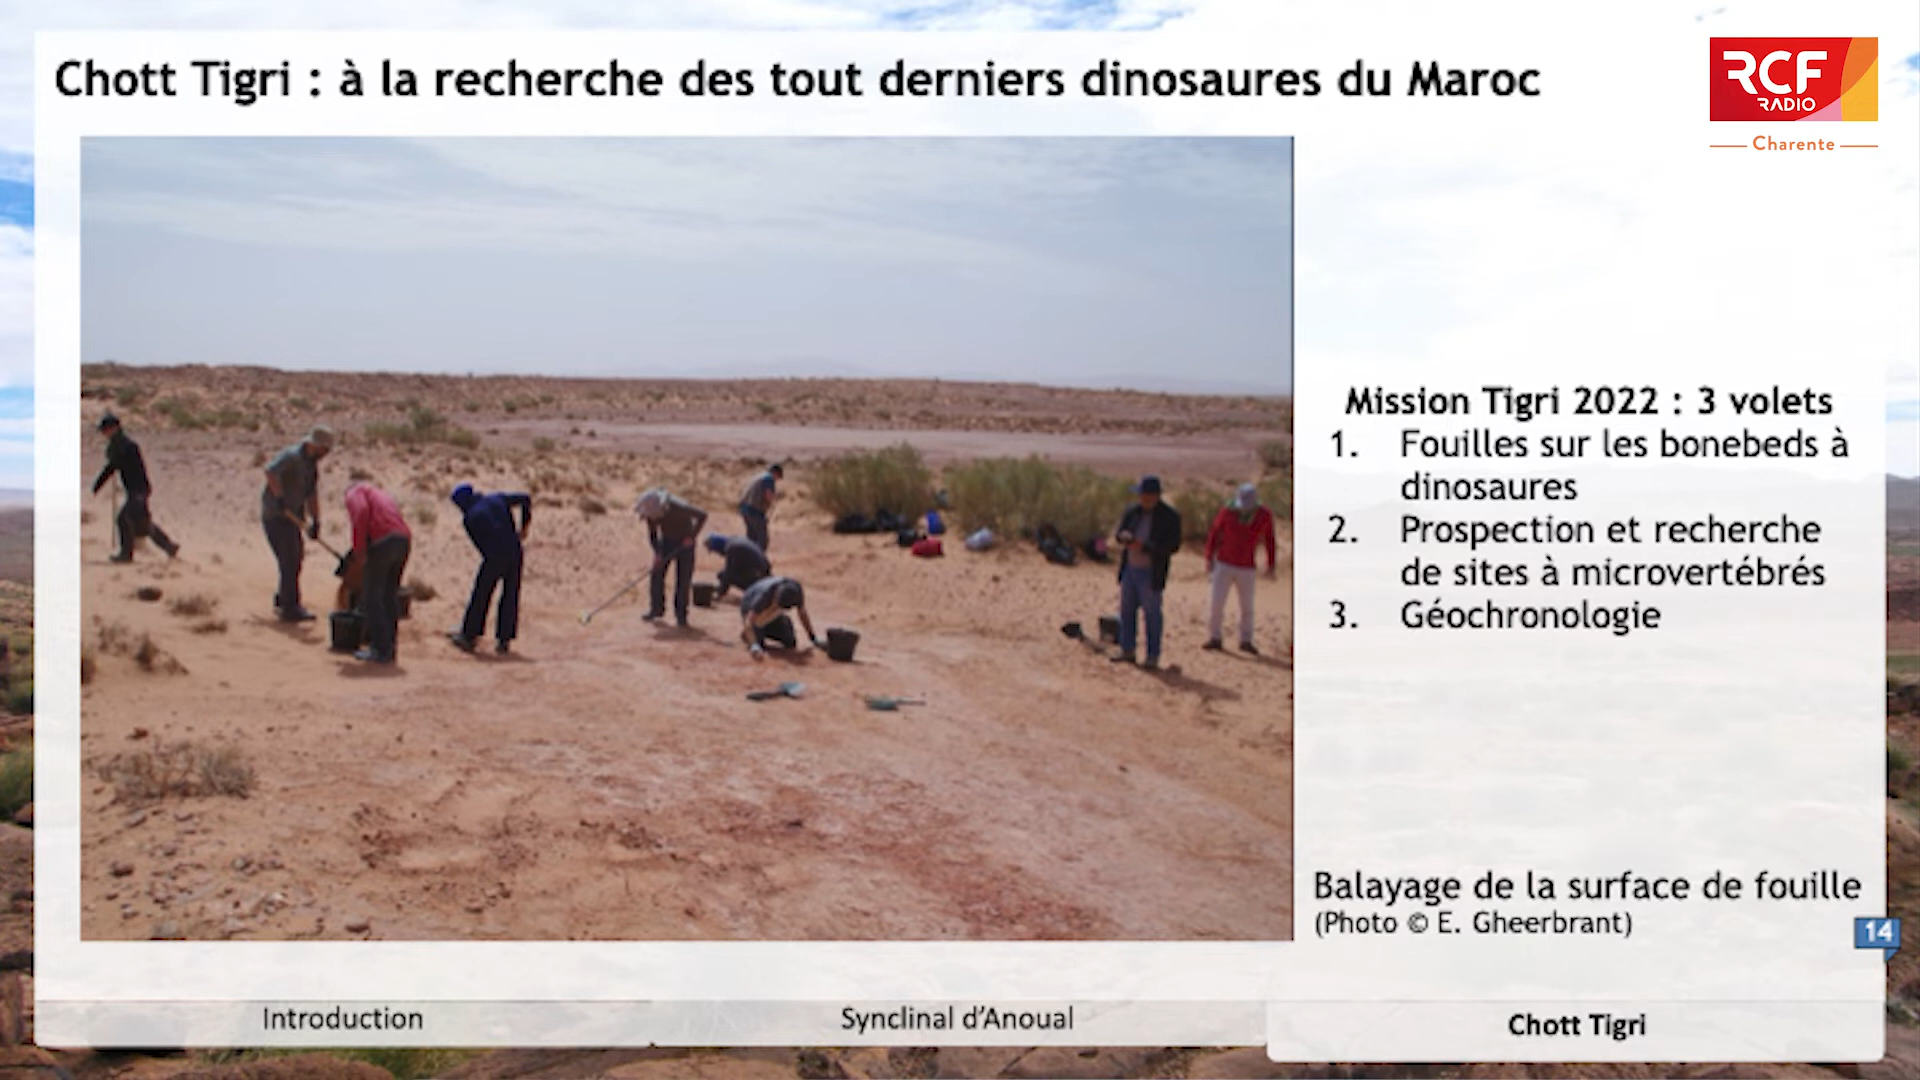 Chott Tigri : à la recherche des tout derniers dinosaures du Maroc
RCF
RADIO
Charente
Mission Tigri 2022 : 3 volets
1. Fouilles sur les bonebeds à
dinosaures
2. Prospection et recherche
de sites à microvertébrés
3. Géochronologie
Balayage de la surface de fouille
(Photo © E. Gheerbrant)
14
Introduction
Synclinal d'Anoual
Chott Tigri